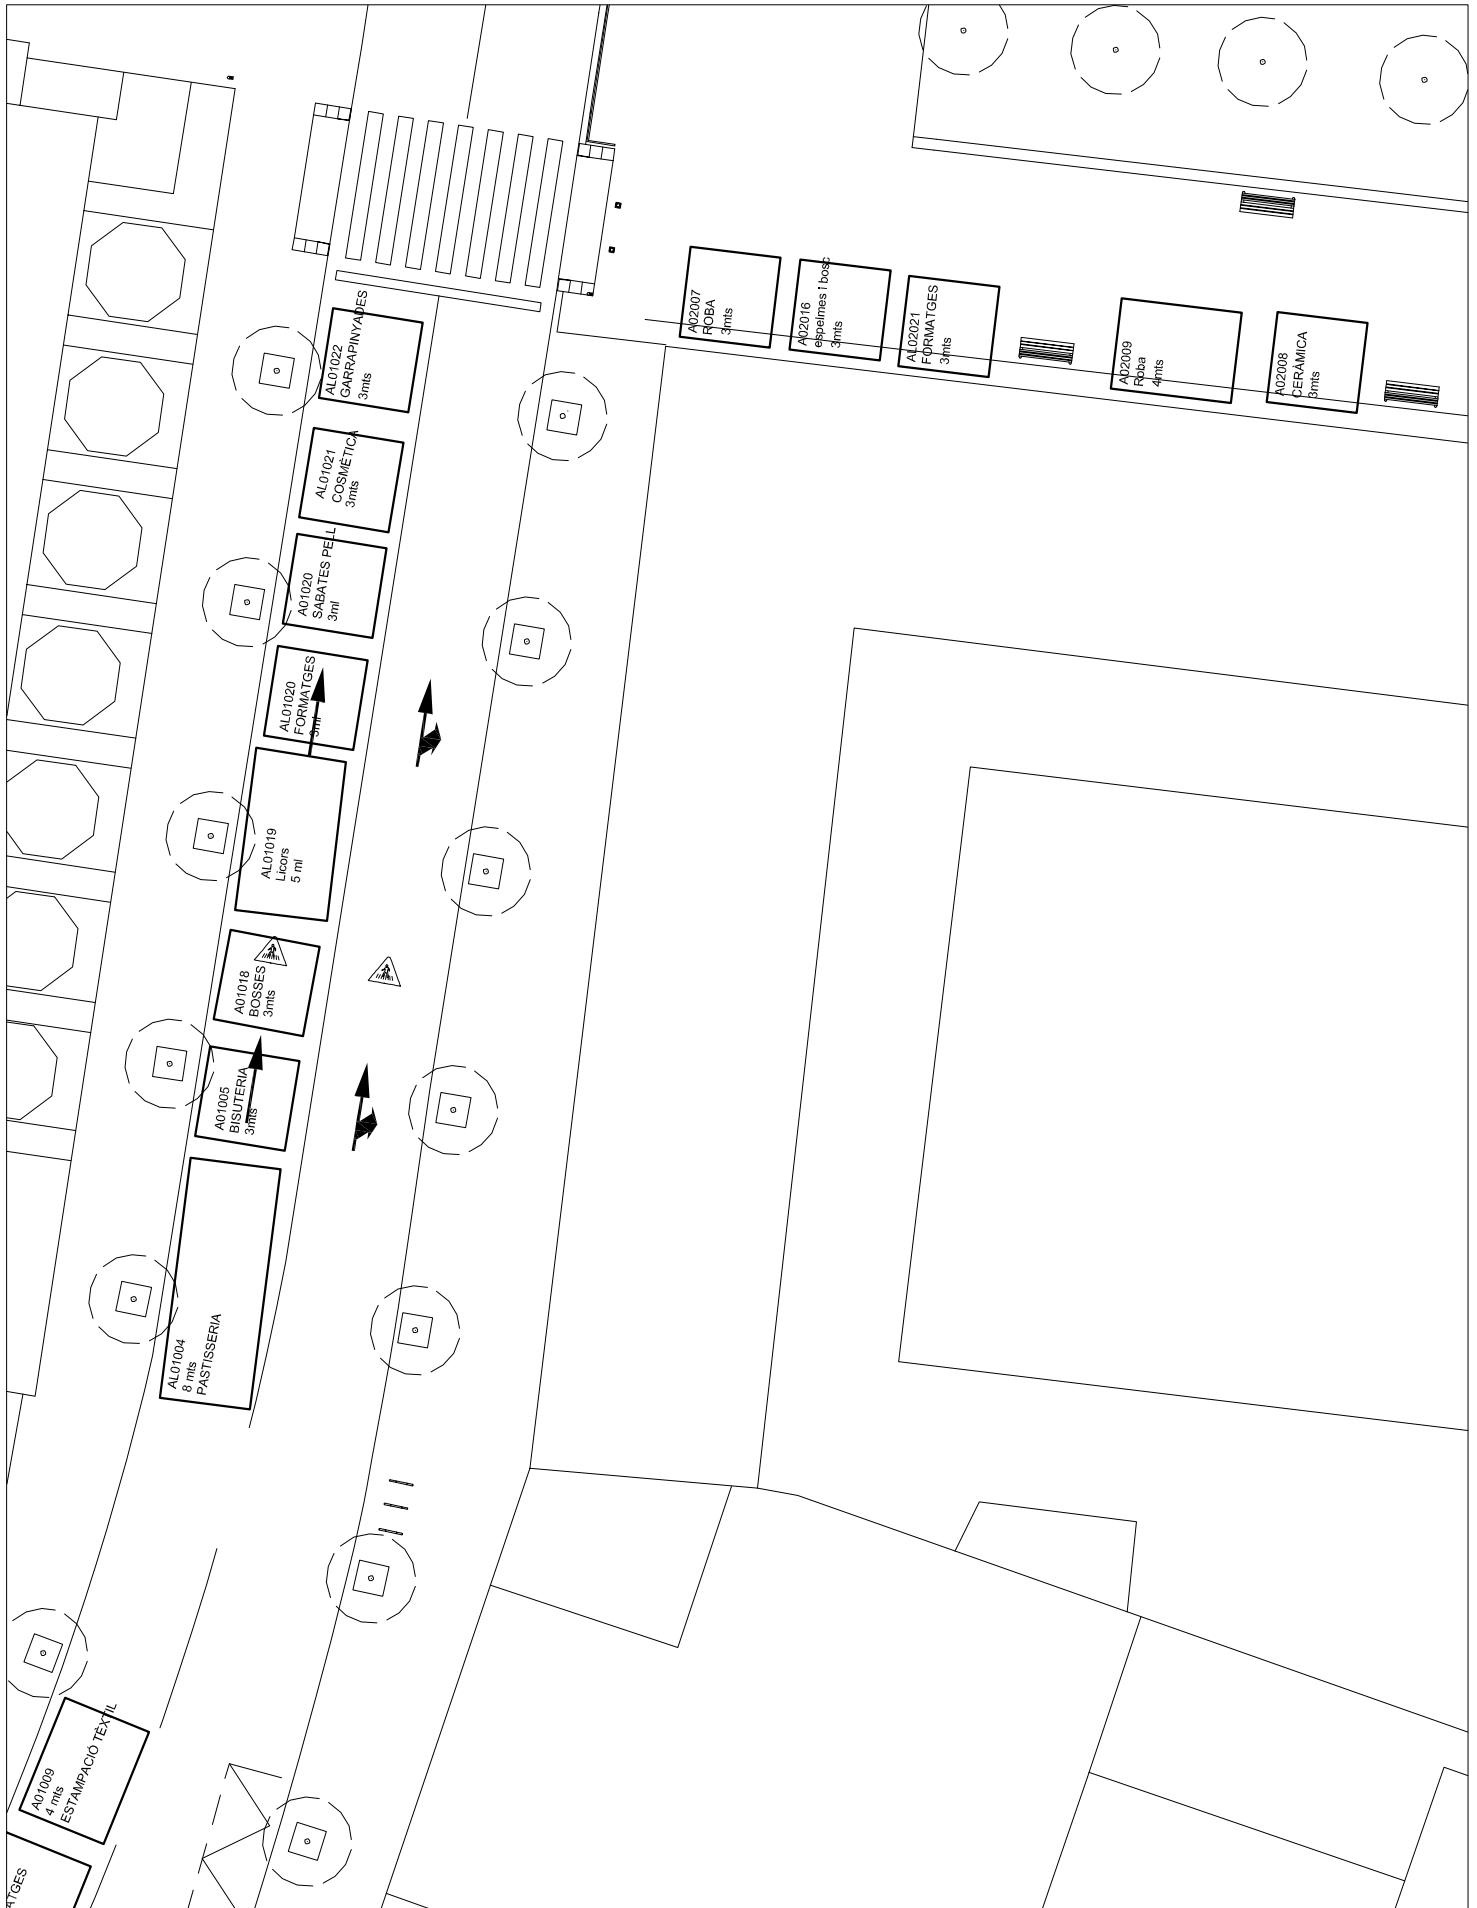 AL01022
GARRAPINYADES
3mts
AL01021
COSMÈTICA
3mts
A01020
SABATES PELL
3ml
AL01020
FORMATGES
3ml
AL01019
Licors
5 ml
A01018
BOSSES
3mts
A01005
BISUTERIA
3mts
AL01004
8 mts
PASTISSERIA
A01009
4 mts
ESTAMPACIÓ TÈXTIL
ATGES
A02007
ROBA
3mts
A02016
espelmes i bosc
3mts
AL02021
FORMATGES
3mts
A02009
Roba
4mts
A02008
CERÀMICA
3mts